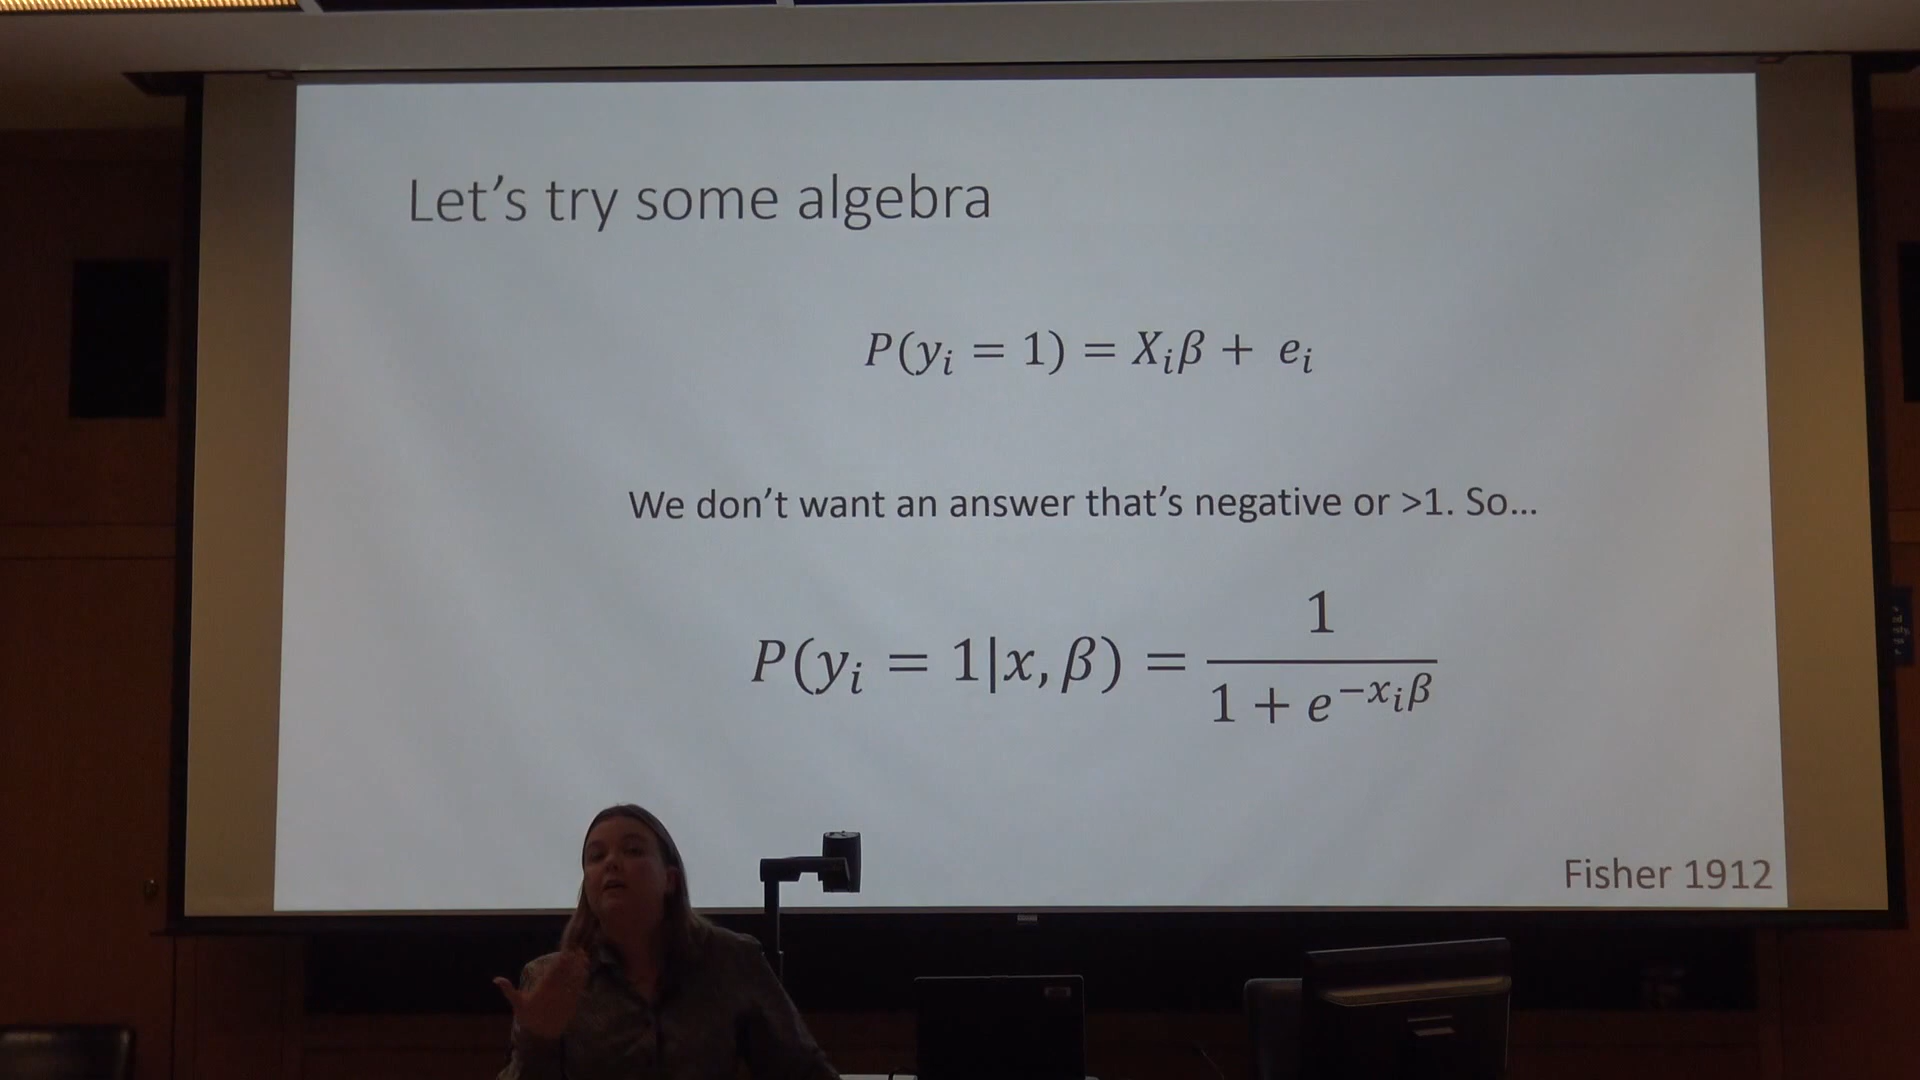 Let's try some algebra
P(yᵢ = 1) = Xᵢβ + eᵢ
We don't want an answer that's negative or >1. So...
P(yᵢ = 1|x, β) = 1 / (1 + e^(−xᵢβ))
Fisher 1912